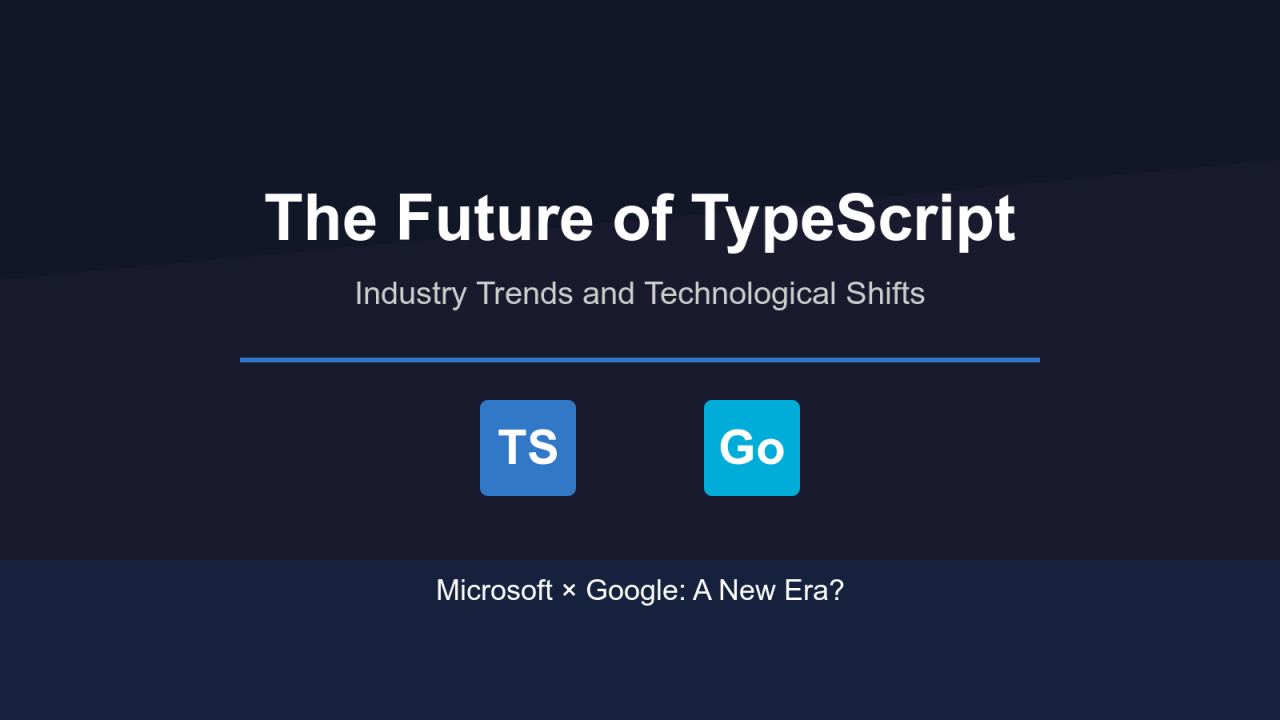 The Future of TypeScript
Industry Trends and Technological Shifts
TS
Go
Microsoft × Google: A New Era?